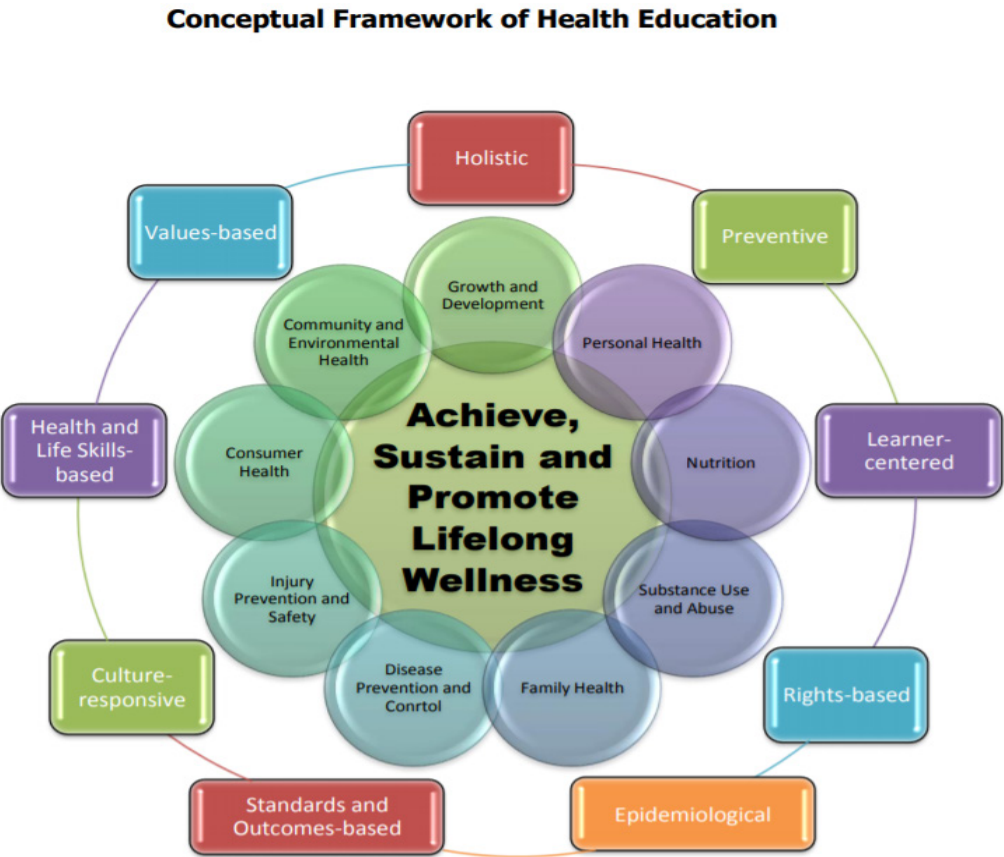 Conceptual Framework of Health Education
Holistic
Preventive
Learner-
centered
Rights-based
Epidemiological
Standards and
Outcomes-based
Culture-
responsive
Health and
Life Skills-
based
Values-based
Growth and
Development
Personal Health
Nutrition
Substance Use
and Abuse
Family Health
Disease
Prevention and
Conrtol
Injury
Prevention and
Safety
Consumer
Health
Community and
Environmental
Health
Achieve,
Sustain and
Promote
Lifelong
Wellness